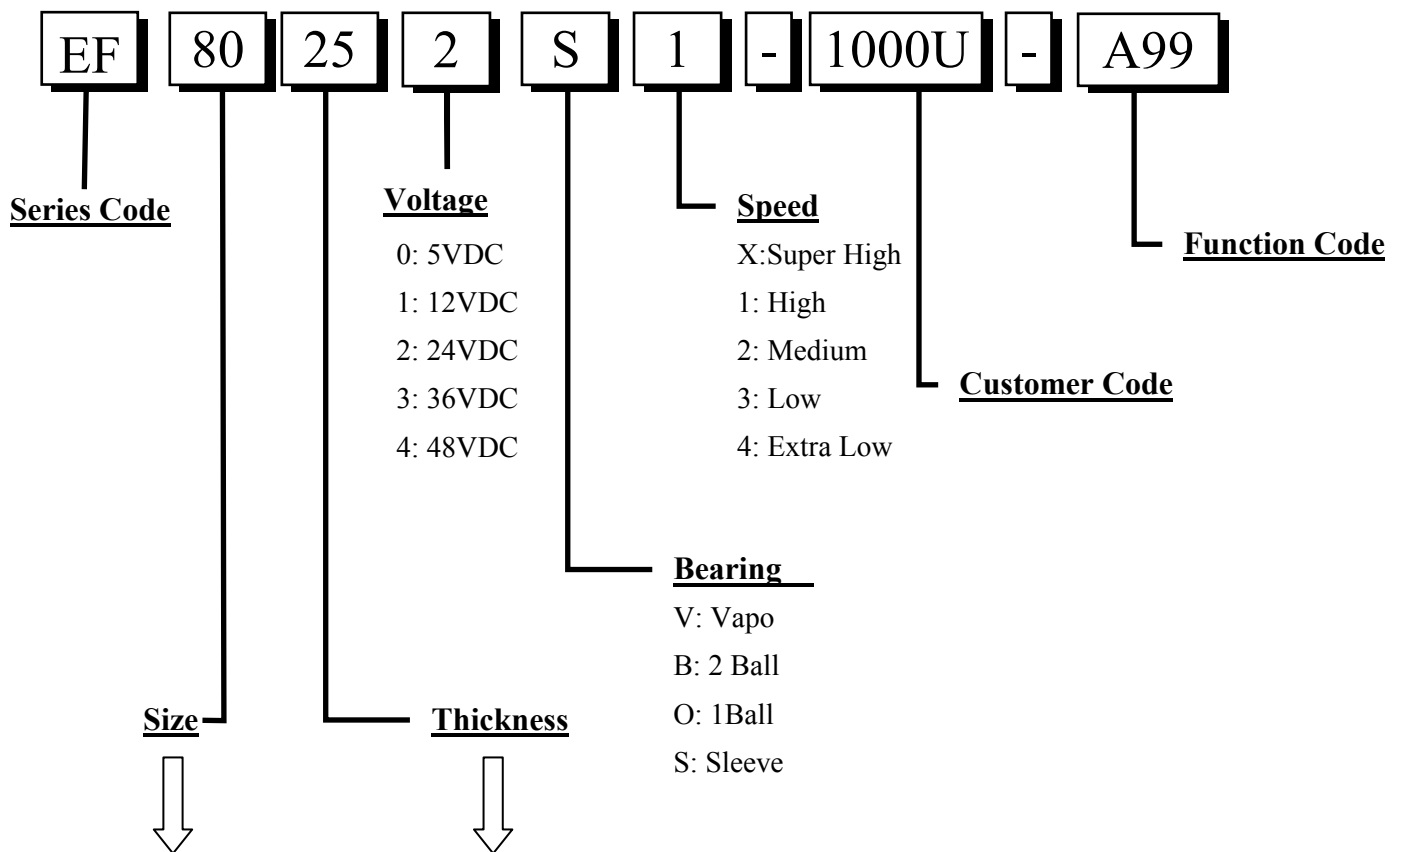 EF 80 25 2 S 1 - 1000U - A99
Series Code
Voltage
0: 5VDC
1: 12VDC
2: 24VDC
3: 36VDC
4: 48VDC
Speed
X:Super High
1: High
2: Medium
3: Low
4: Extra Low
Function Code
Customer Code
Bearing
V: Vapo
B: 2 Ball
O: 1Ball
S: Sleeve
Size
Thickness